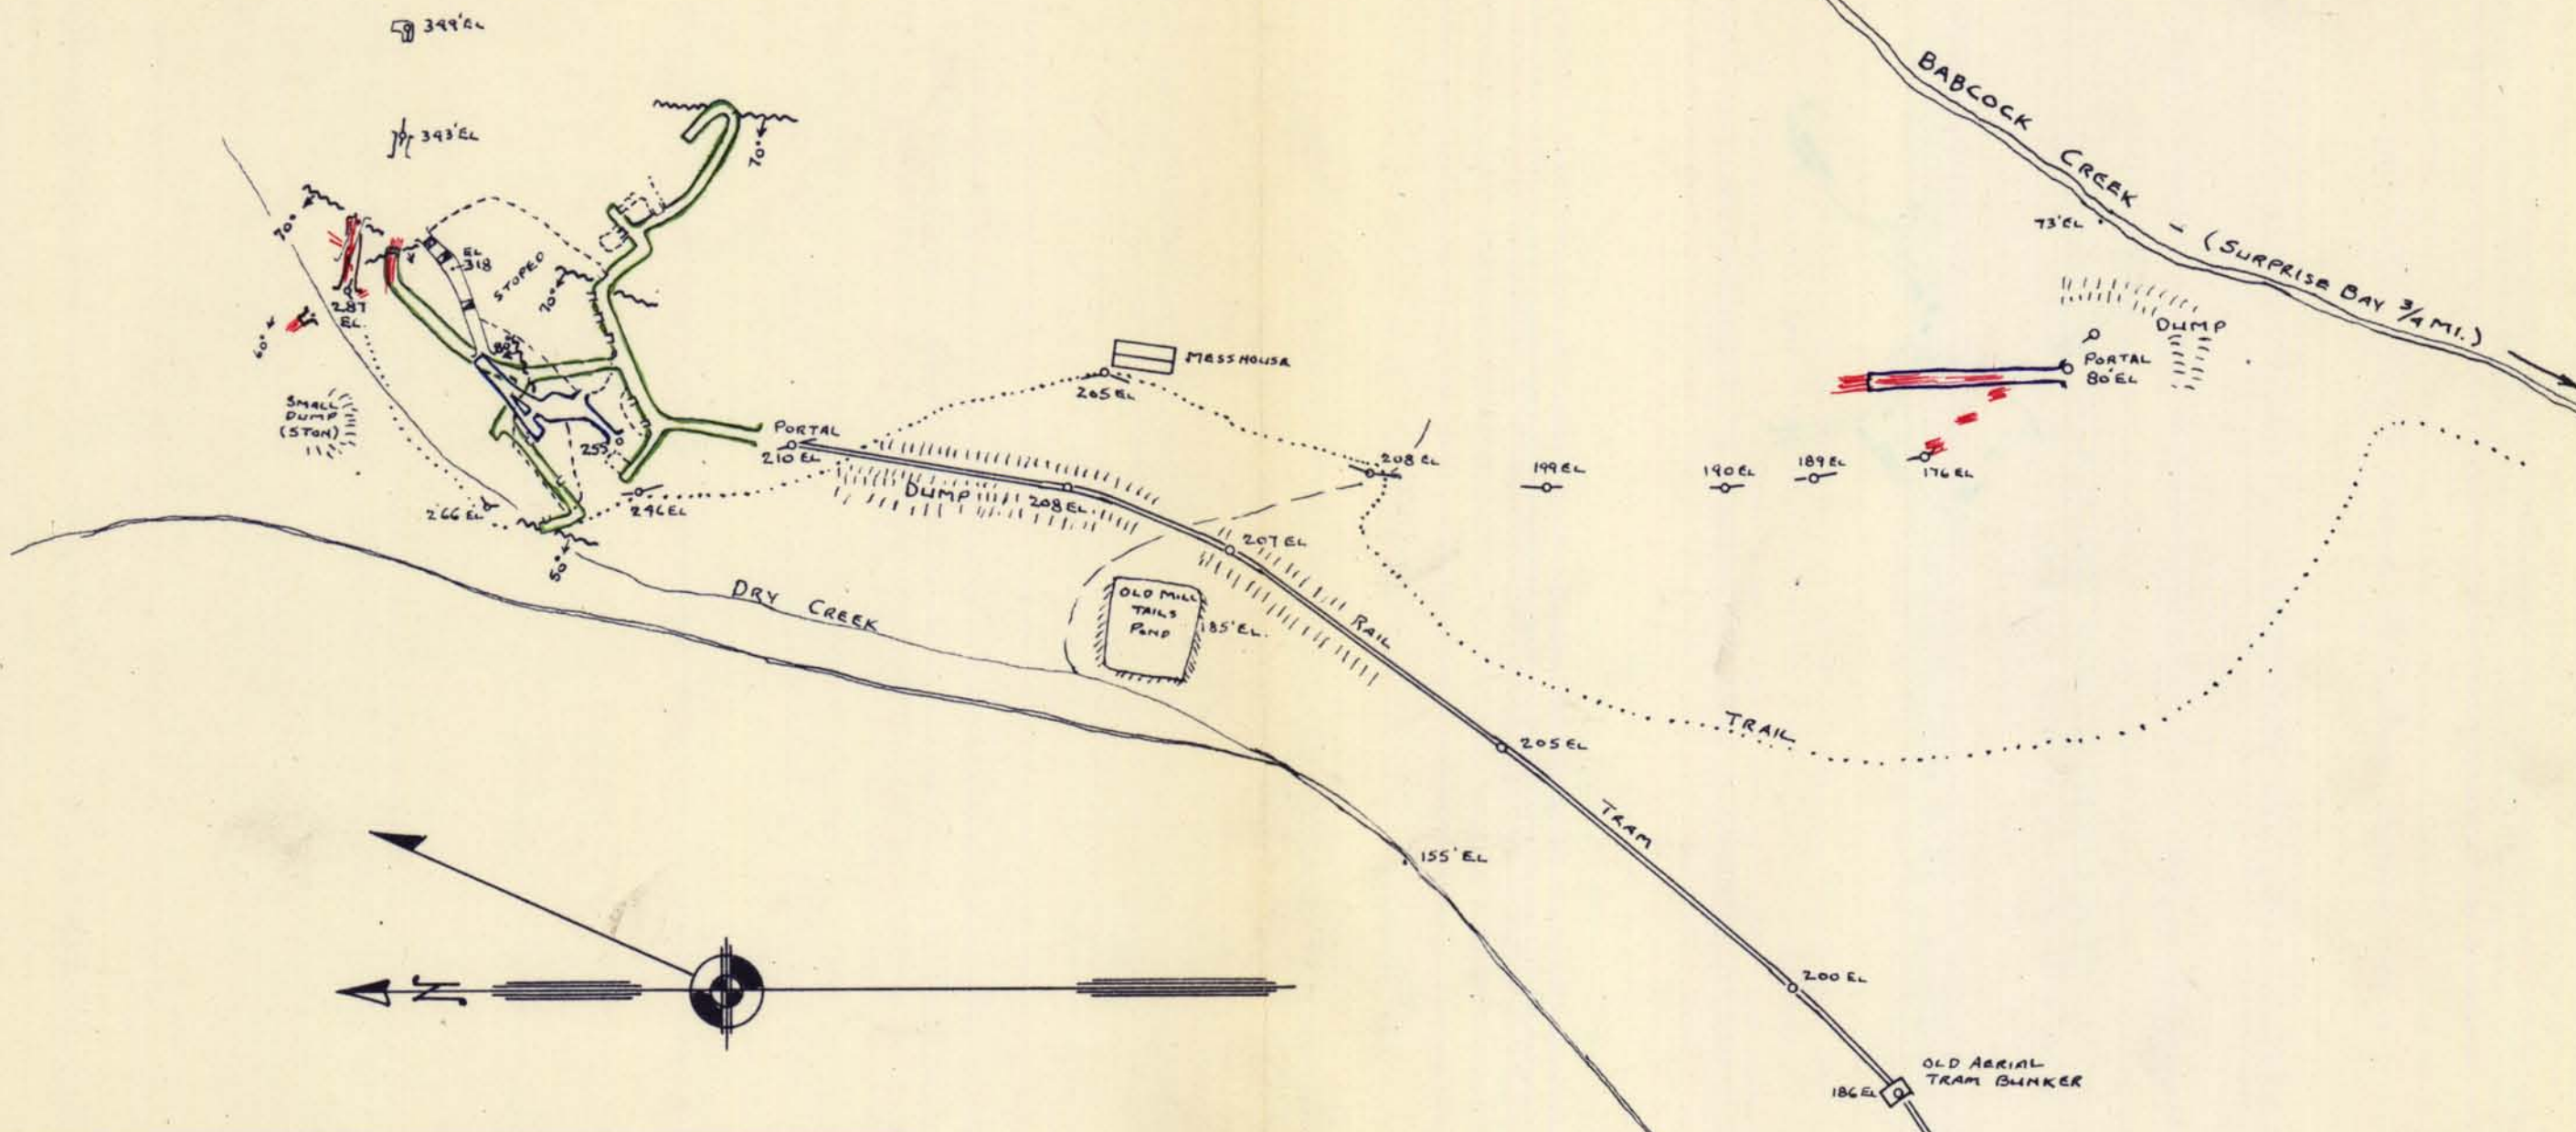 349'EL
343'EL
BABCOCK CREEK - (SURPRISE BAY 3/4 MI.)
73'EL
70°
70°
EL
318
STOPED
70°
287
EL.
60°
DUMP
PORTAL
80'EL
MESSHOUSE
205 EL
SMALL
DUMP
(5 TON)
255
PORTAL
210 EL
208 EL
199 EL
190 EL
189 EL
176 EL
DUMP
208 EL.
266 EL
246 EL
207 EL
50°
DRY CREEK
OLD MILL
TAILS
POND
185'EL.
RAIL
TRAIL
205 EL
TRAM
155'EL
N
200 EL
OLD AERIAL
TRAM BUNKER
186 EL